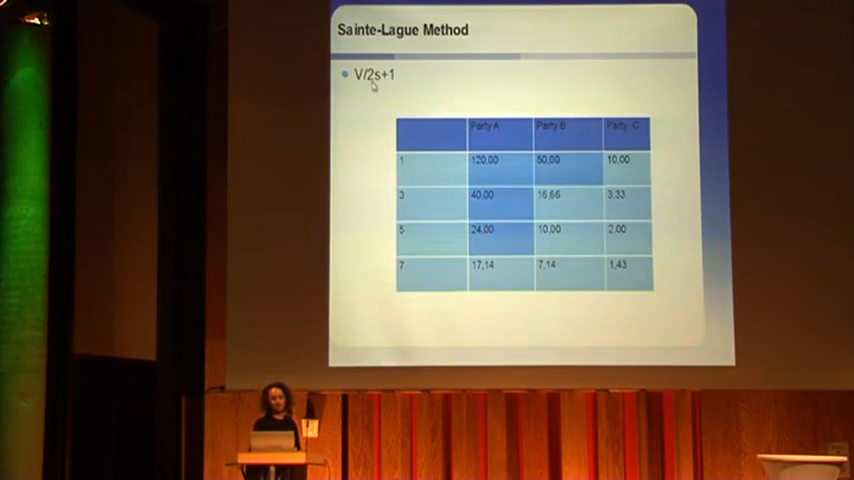 Sainte-Lague Method
V/2s+1
Party A Party B Party C
1 120,00 50,00 10,00
3 40,00 16,66 3,33
5 24,00 10,00 2.00
7 17,14 7,14 1,43